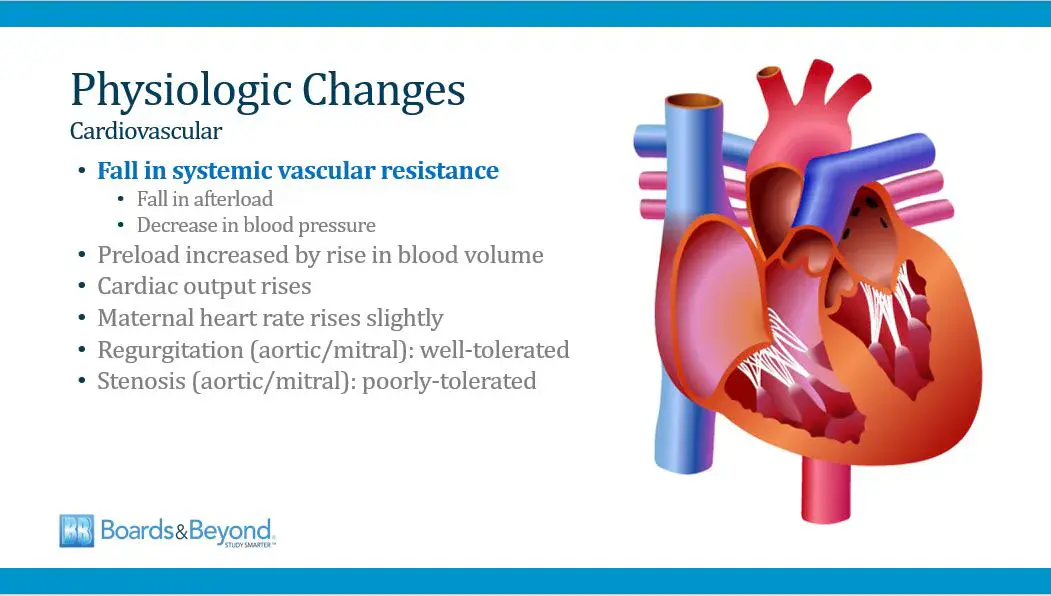 Physiologic Changes
Cardiovascular
• Fall in systemic vascular resistance
• Fall in afterload
• Decrease in blood pressure
• Preload increased by rise in blood volume
• Cardiac output rises
• Maternal heart rate rises slightly
• Regurgitation (aortic/mitral): well-tolerated
• Stenosis (aortic/mitral): poorly-tolerated
BB Boards&Beyond®
STUDY SMARTER™